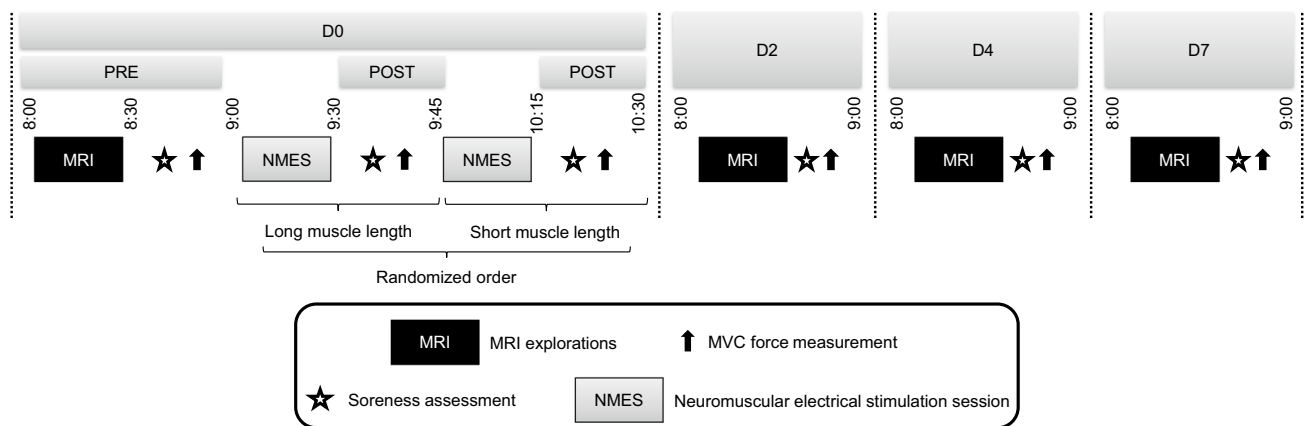 D0
D2
D4
D7
PRE
POST
POST
8:00
8:30
9:00
9:30
9:45
10:15
10:30
8:00
9:00
8:00
9:00
8:00
9:00
MRI
NMES
NMES
MRI
MRI
MRI
Long muscle length
Short muscle length
Randomized order
MRI
MRI explorations
MVC force measurement
Soreness assessment
NMES
Neuromuscular electrical stimulation session